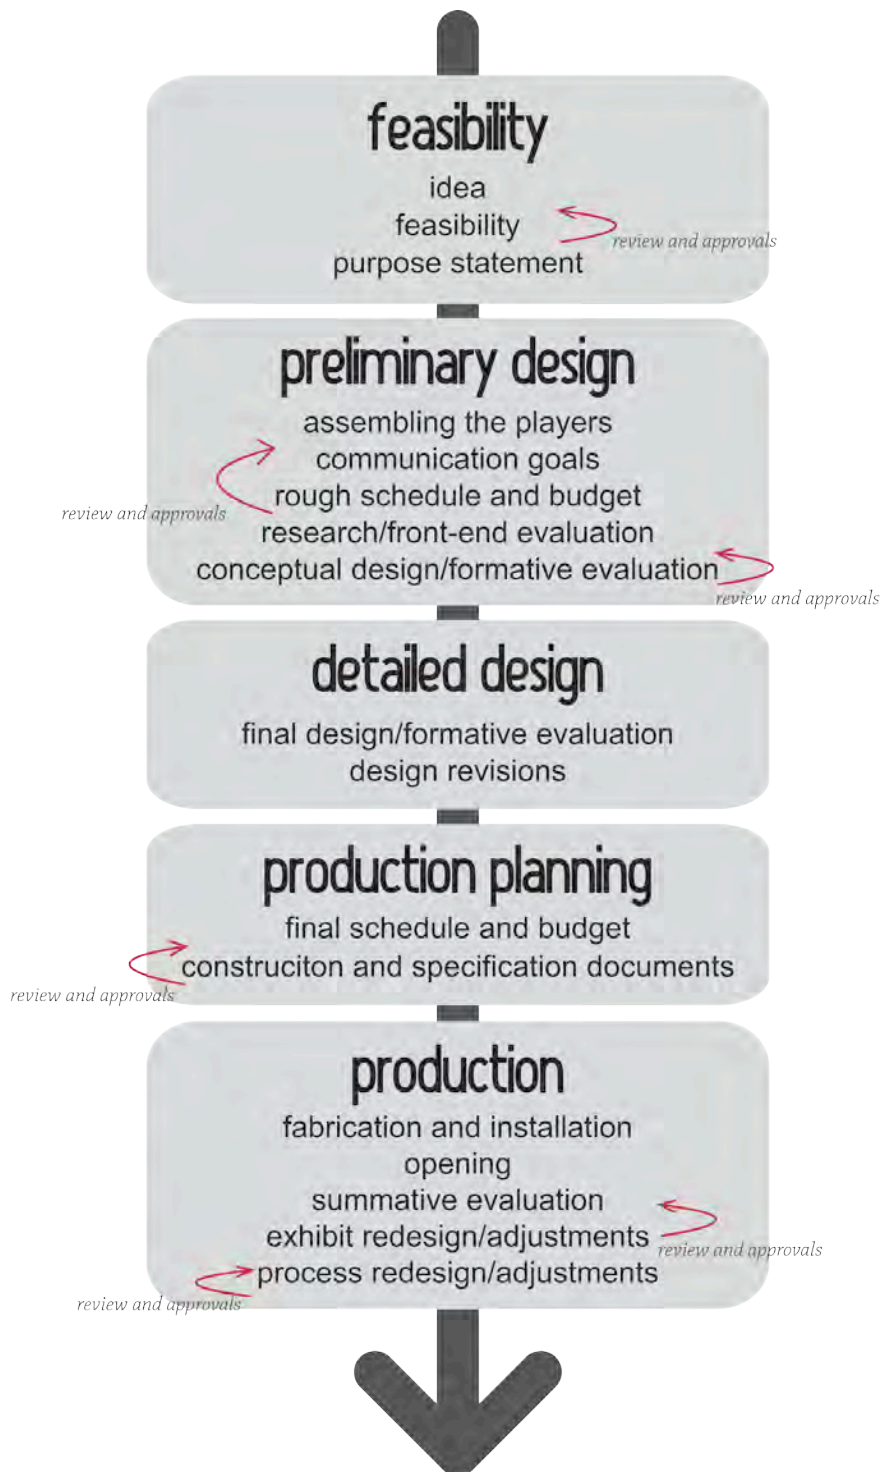 feasibility
idea
feasibility
review and approvals
purpose statement
preliminary design
assembling the players
communication goals
rough schedule and budget
review and approvals
research/front-end evaluation
conceptual design/formative evaluation
review and approvals
detailed design
final design/formative evaluation
design revisions
production planning
final schedule and budget
construciton and specification documents
review and approvals
production
fabrication and installation
opening
summative evaluation
exhibit redesign/adjustments
review and approvals
process redesign/adjustments
review and approvals